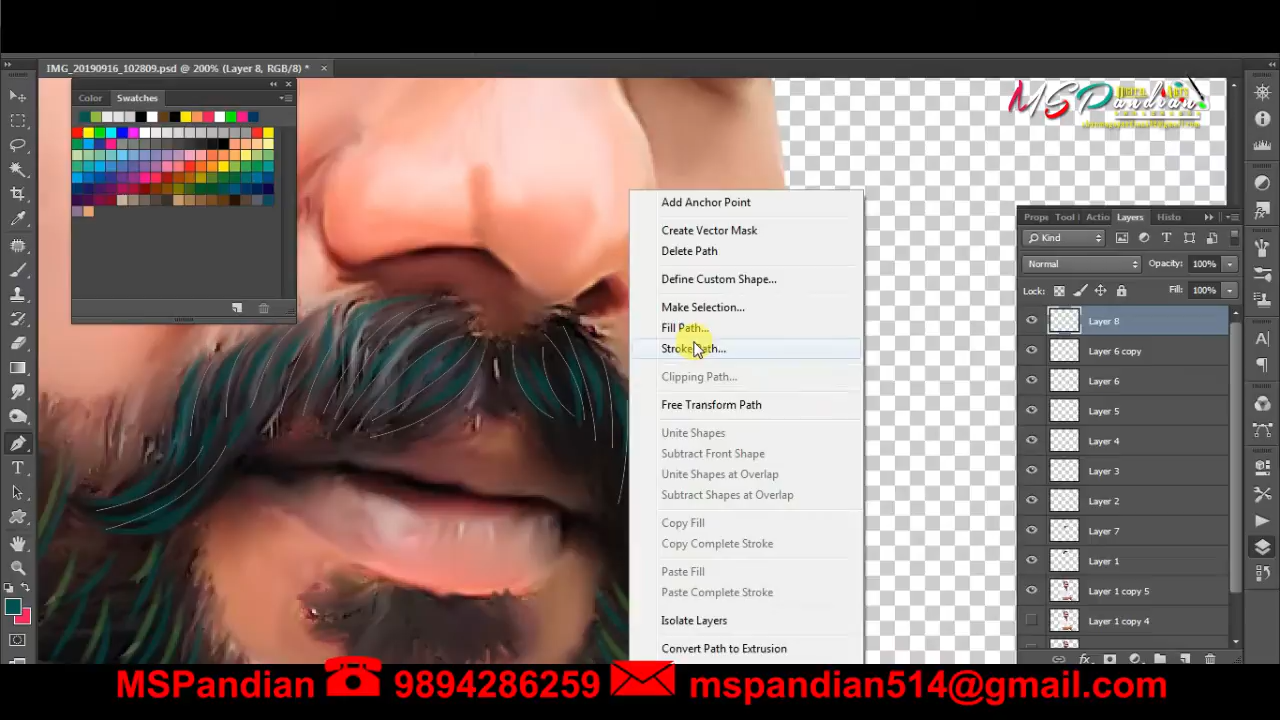 MSPandian
IMG_20190916_102809.psd @ 200% (Layer 8, RGB/8) *
Color
Swatches
Add Anchor Point
Create Vector Mask
Delete Path
Define Custom Shape...
Make Selection...
Fill Path...
Stroke Path...
Clipping Path...
Free Transform Path
Unite Shapes
Subtract Front Shape
Unite Shapes at Overlap
Subtract Shapes at Overlap
Copy Fill
Copy Complete Stroke
Paste Fill
Paste Complete Stroke
Isolate Layers
Convert Path to Extrusion
Props Tool Actio Layers Histo
Kind
Normal Opacity: 100%
Lock: Fill: 100%
Layer 8
Layer 6 copy
Layer 6
Layer 5
Layer 4
Layer 3
Layer 2
Layer 7
Layer 1
Layer 1 copy 5
Layer 1 copy 4
MSPandian 9894286259 mspandian514@gmail.com